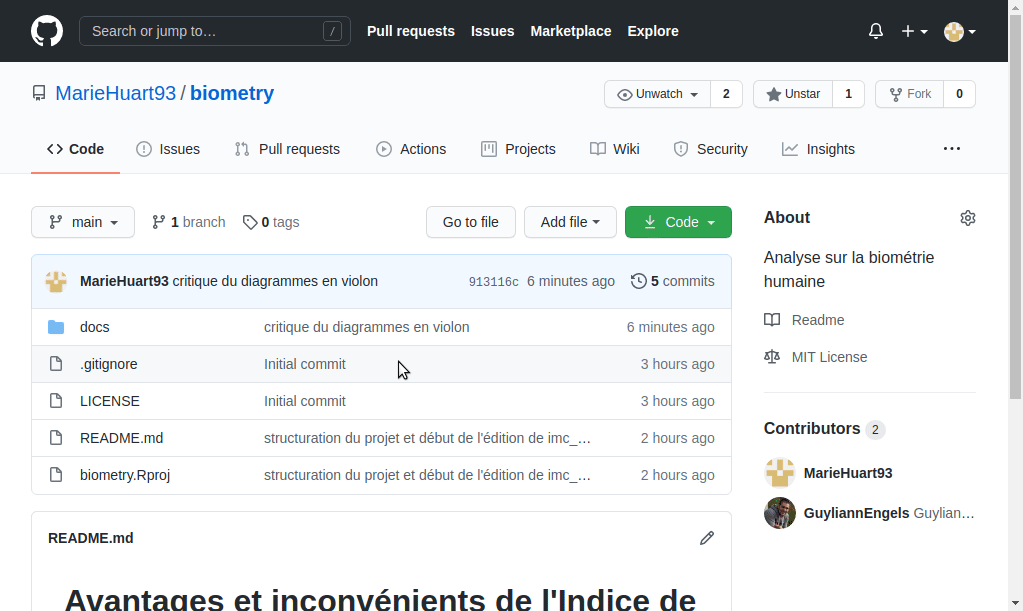 Search or jump to… /
Pull requests Issues Marketplace Explore
MarieHuart93 / biometry
Unwatch 2 Unstar 1 Fork 0
Code Issues Pull requests Actions Projects Wiki Security Insights
main 1 branch 0 tags Go to file Add file Code
MarieHuart93 critique du diagrammes en violon 913116c 6 minutes ago 5 commits
docs critique du diagrammes en violon 6 minutes ago
.gitignore Initial commit 3 hours ago
LICENSE Initial commit 3 hours ago
README.md structuration du projet et début de l'édition de imc_… 2 hours ago
biometry.Rproj structuration du projet et début de l'édition de imc_… 2 hours ago
README.md
Avantages et inconvénients de l'Indice de
About
Analyse sur la biométrie
humaine
Readme
MIT License
Contributors 2
MarieHuart93
GuyliannEngels Guylian…